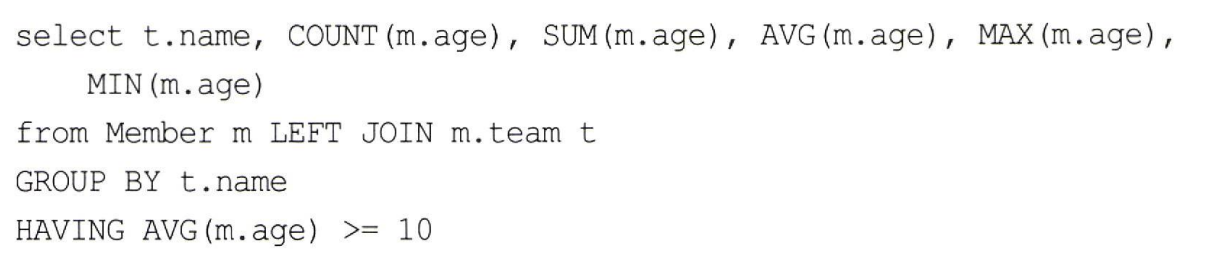 select t.name, COUNT(m.age), SUM(m.age), AVG(m.age), MAX(m.age),
    MIN(m.age)
from Member m LEFT JOIN m.team t
GROUP BY t.name
HAVING AVG(m.age) >= 10